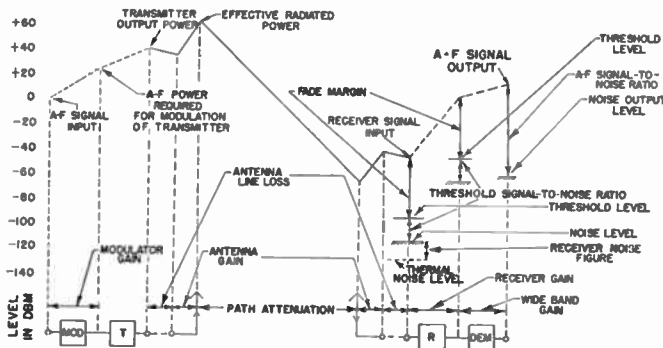 +60
+40
+20
0
-20
-40
-60
-80
-100
-120
-140
LEVEL
IN DBM
TRANSMITTER
OUTPUT POWER
EFFECTIVE RADIATED
POWER
A-F SIGNAL
INPUT
A-F POWER
REQUIRED
FOR MODULATION
OF TRANSMITTER
FADE MARGIN
RECEIVER SIGNAL
INPUT
A-F SIGNAL
OUTPUT
THRESHOLD
LEVEL
A-F SIGNAL-TO-
NOISE RATIO
NOISE OUTPUT
LEVEL
ANTENNA
LINE LOSS
THRESHOLD SIGNAL-TO-NOISE RATIO
THRESHOLD LEVEL
NOISE LEVEL
RECEIVER NOISE
FIGURE
THERMAL
NOISE LEVEL
MODULATOR
GAIN
ANTENNA
GAIN
PATH ATTENUATION
RECEIVER GAIN
WIDE BAND
GAIN
MOD
T
R
DEM